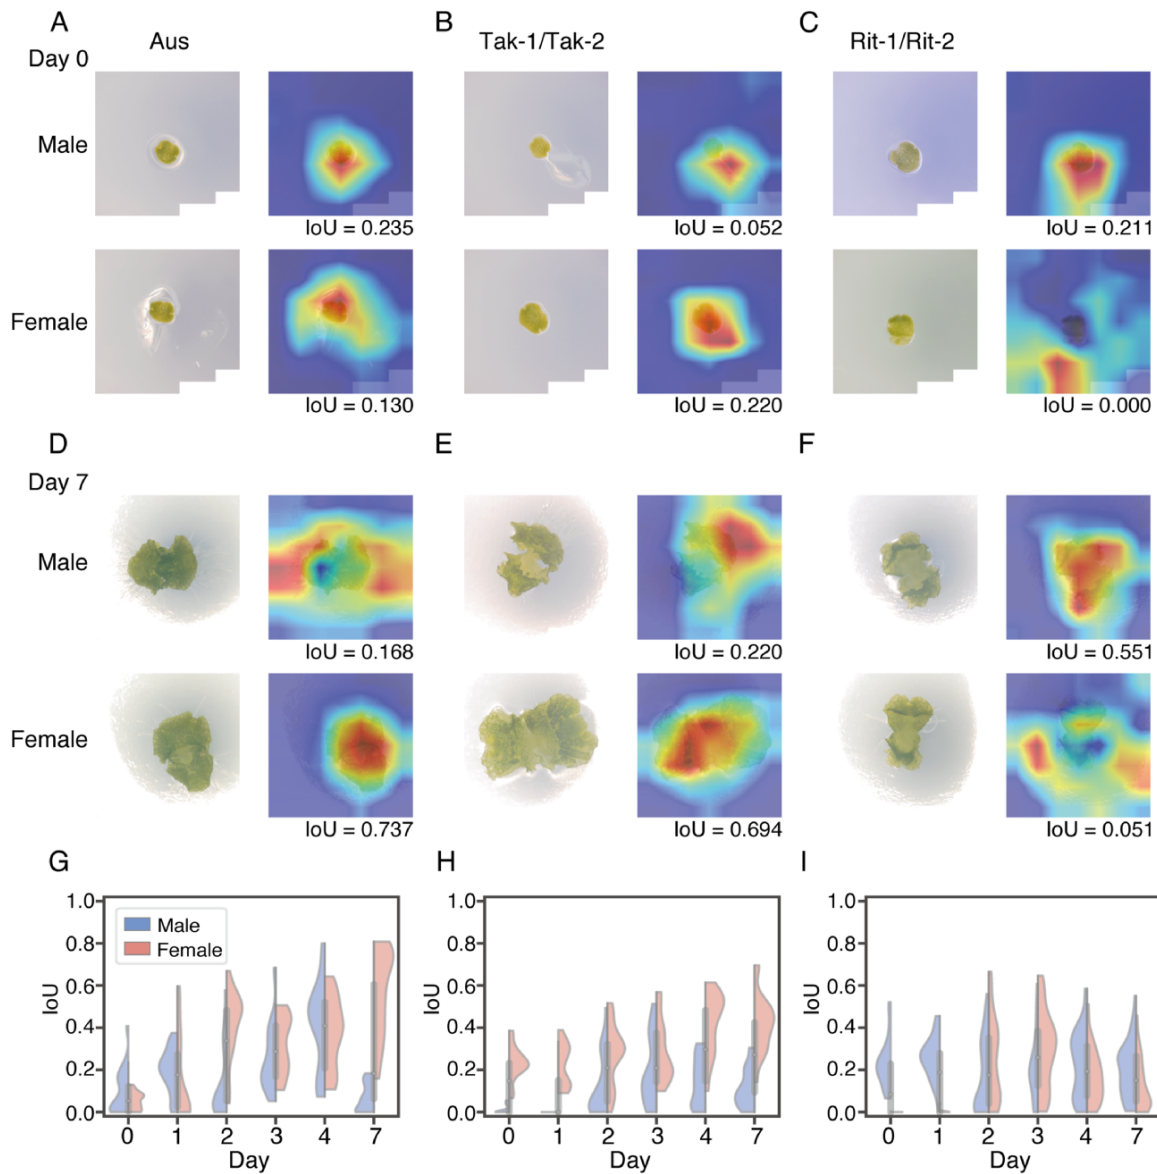 A B C
Aus Tak-1/Tak-2 Rit-1/Rit-2
Day 0
Male
IoU = 0.235 IoU = 0.052 IoU = 0.211
Female
IoU = 0.130 IoU = 0.220 IoU = 0.000
D E F
Day 7
Male
IoU = 0.168 IoU = 0.220 IoU = 0.551
Female
IoU = 0.737 IoU = 0.694 IoU = 0.051
G
1.0
0.8
0.6
0.4
0.2
0.0
IoU
Male
Female
0 1 2 3 4 7
Day
H
1.0
0.8
0.6
0.4
0.2
0.0
IoU
0 1 2 3 4 7
Day
I
1.0
0.8
0.6
0.4
0.2
0.0
IoU
0 1 2 3 4 7
Day